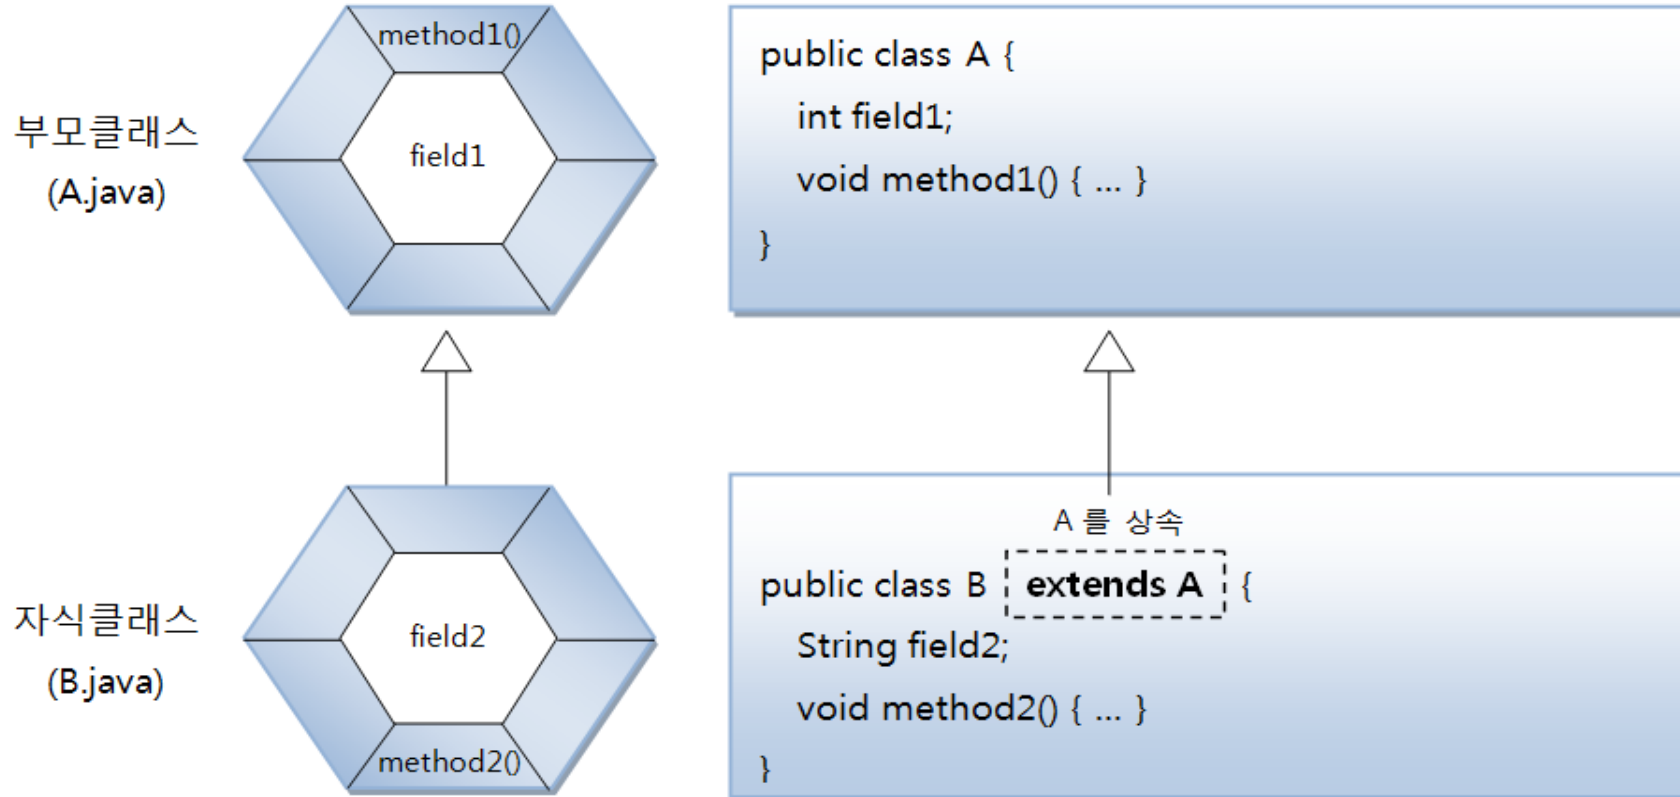 method1()
field1
부모클래스
(A.java)
public class A {
int field1;
void method1() { ... }
}
A 를 상속
public class B extends A {
String field2;
void method2() { ... }
}
자식클래스
(B.java)
field2
method2()